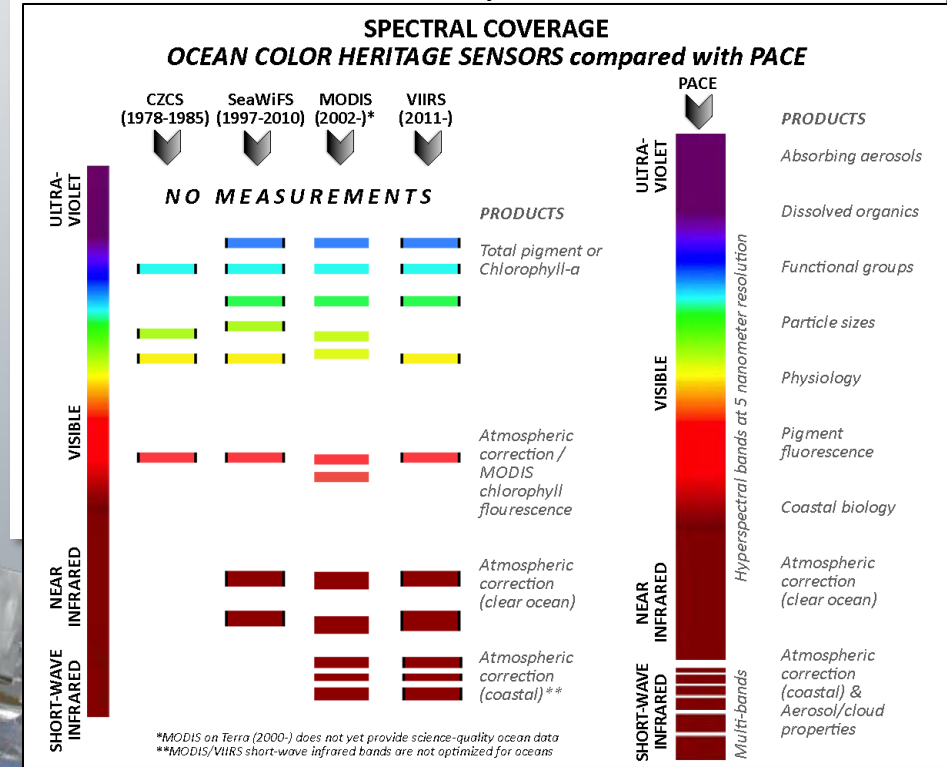 SPECTRAL COVERAGE
OCEAN COLOR HERITAGE SENSORS compared with PACE
CZCS
(1978-1985)
SeaWiFS
(1997-2010)
MODIS
(2002-)*
VIIRS
(2011-)
PACE
ULTRA-
VIOLET
VISIBLE
NEAR
INFRARED
SHORT-WAVE
INFRARED
NO MEASUREMENTS
PRODUCTS
Total pigment or
Chlorophyll-a
Atmospheric
correction /
MODIS
chlorophyll
flourescence
Atmospheric
correction
(clear ocean)
Atmospheric
correction
(coastal)**
*MODIS on Terra (2000-) does not yet provide science-quality ocean data
**MODIS/VIIRS short-wave infrared bands are not optimized for oceans
ULTRA-
VIOLET
VISIBLE
NEAR
INFRARED
SHORT-WAVE
INFRARED
Hyperspectral bands at 5 nanometer resolution
Multi-bands
PRODUCTS
Absorbing aerosols
Dissolved organics
Functional groups
Particle sizes
Physiology
Pigment
fluorescence
Coastal biology
Atmospheric
correction
(clear ocean)
Atmospheric
correction
(coastal) &
Aerosol/cloud
properties